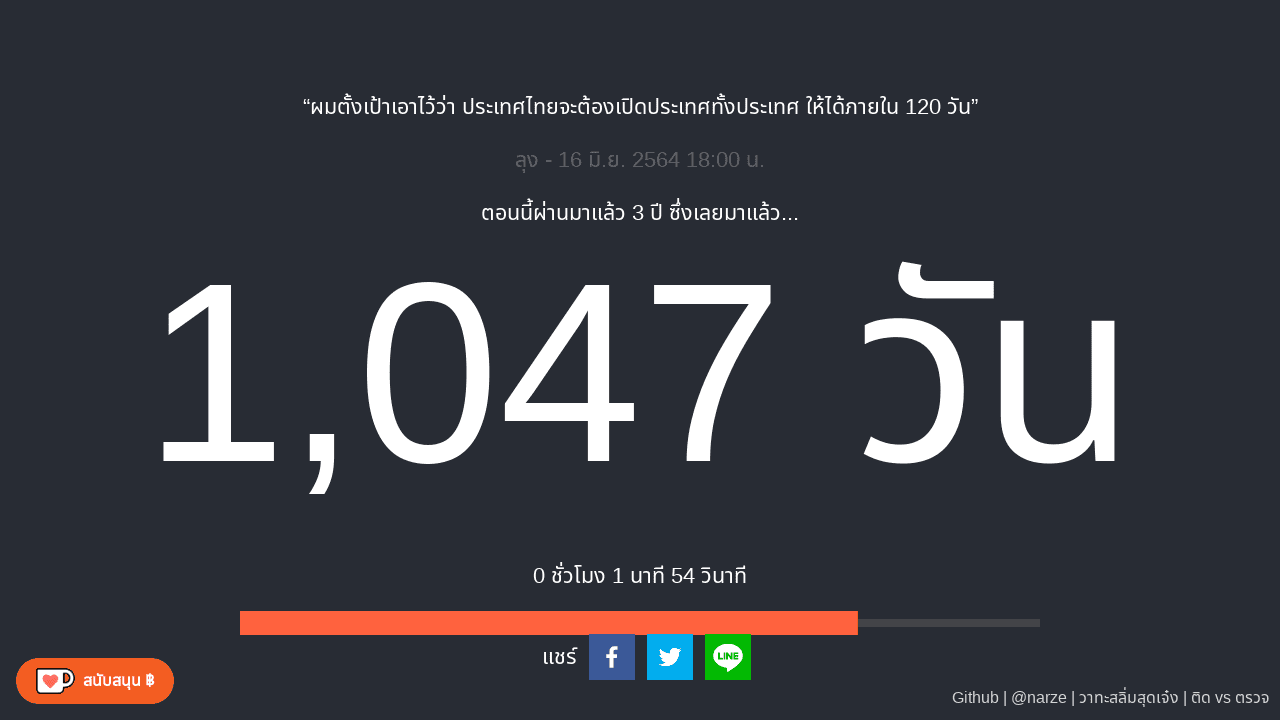 “ผมตั้งเป้าเอาไว้ว่า ประเทศไทยจะต้องเปิดประเทศทั้งประเทศ ให้ได้ภายใน 120 วัน”
ลุง - 16 มิ.ย. 2564 18:00 น.
ตอนนี้ผ่านมาแล้ว 3 ปี ซึ่งเลยมาแล้ว...
1,047 วัน
0 ชั่วโมง 1 นาที 54 วินาที
แชร์
LINE
สนับสนุน ฿
Github | @narze | วาทะสลิ่มสุดเจ๋ง | ติด vs ตรวจ